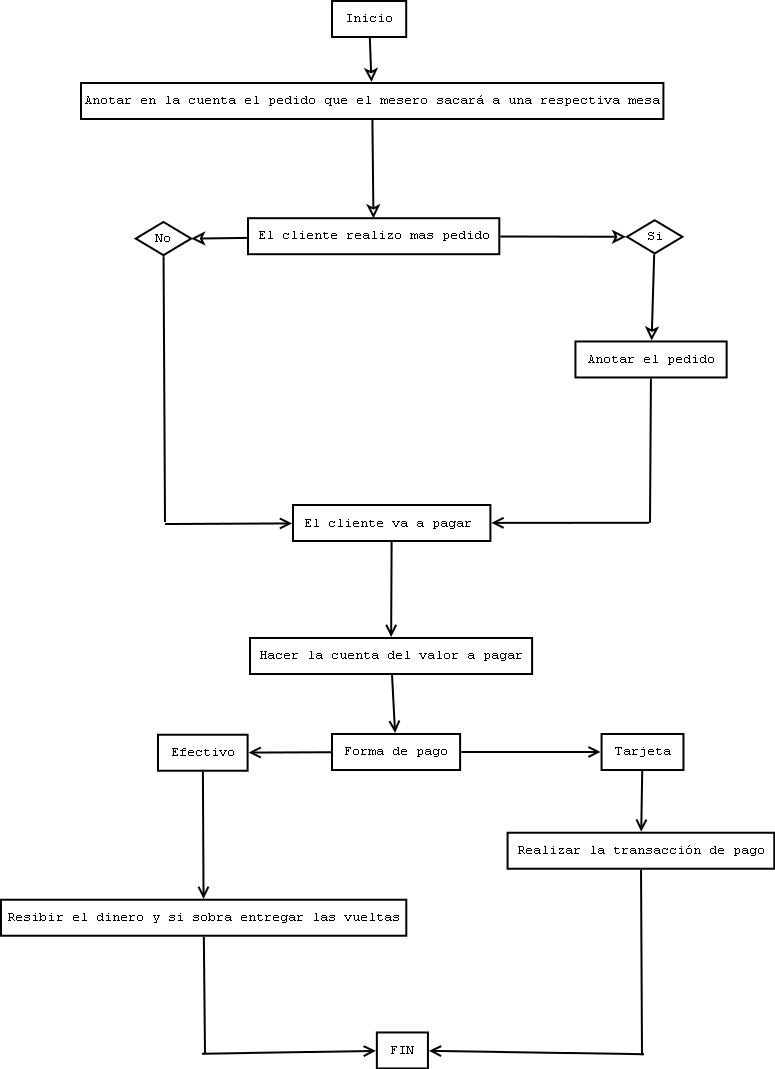 Inicio
Anotar en la cuenta el pedido que el mesero sacará a una respectiva mesa
No
El cliente realizo mas pedido
Si
Anotar el pedido
El cliente va a pagar
Hacer la cuenta del valor a pagar
Efectivo
Forma de pago
Tarjeta
Realizar la transacción de pago
Resibir el dinero y si sobra entregar las vueltas
FIN